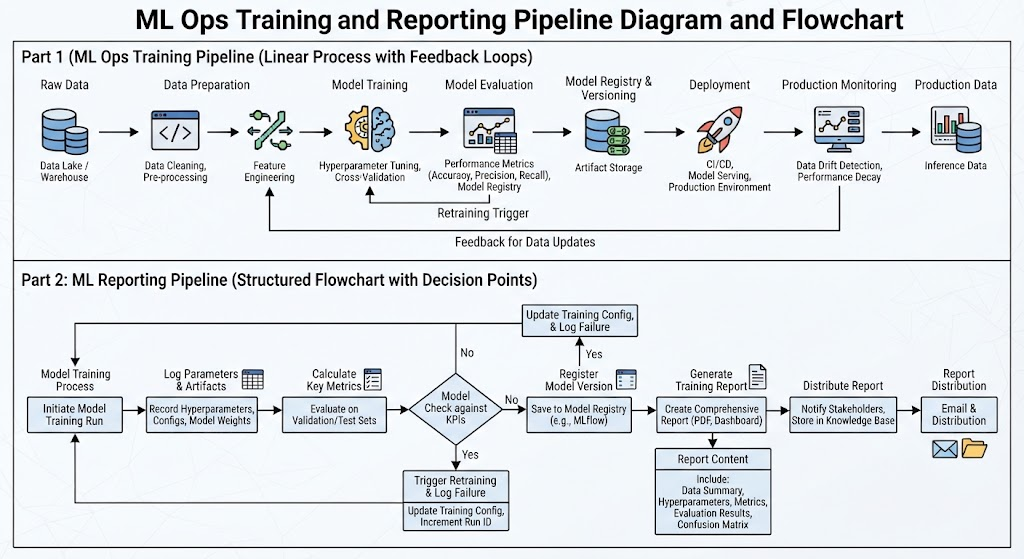 ML Ops Training and Reporting Pipeline Diagram and Flowchart
Part 1 (ML Ops Training Pipeline (Linear Process with Feedback Loops)
Raw Data
Data Lake /
Warehouse
Data Preparation
Data Cleaning,
Pre-processing
Feature
Engineering
Model Training
Hyperparameter Tuning,
Cross-Validation
Model Evaluation
Performance Metrics
(Accuracy, Precision, Recall),
Model Registry
Model Registry &
Versioning
Artifact Storage
Deployment
CI/CD,
Model Serving,
Production Environment
Production Monitoring
Data Drift Detection,
Performance Decay
Production Data
Inference Data
Retraining Trigger
Feedback for Data Updates
Part 2: ML Reporting Pipeline (Structured Flowchart with Decision Points)
Update Training Config,
& Log Failure
No
Yes
Model Training
Process
Initiate Model
Training Run
Log Parameters
& Artifacts
Record Hyperparameters,
Configs, Model Weights
Calculate
Key Metrics
Evaluate on
Validation/Test Sets
Model
Check against
KPIs
No
Register
Model Version
Save to Model Registry
(e.g., MLflow)
Generate
Training Report
Create Comprehensive
Report (PDF, Dashboard)
Distribute Report
Notify Stakeholders,
Store in Knowledge Base
Report
Distribution
Email &
Distribution
Yes
Trigger Retraining
& Log Failure
Update Training Config,
Increment Run ID
Report Content
Include:
Data Summary,
Hyperparameters, Metrics,
Evaluation Results,
Confusion Matrix